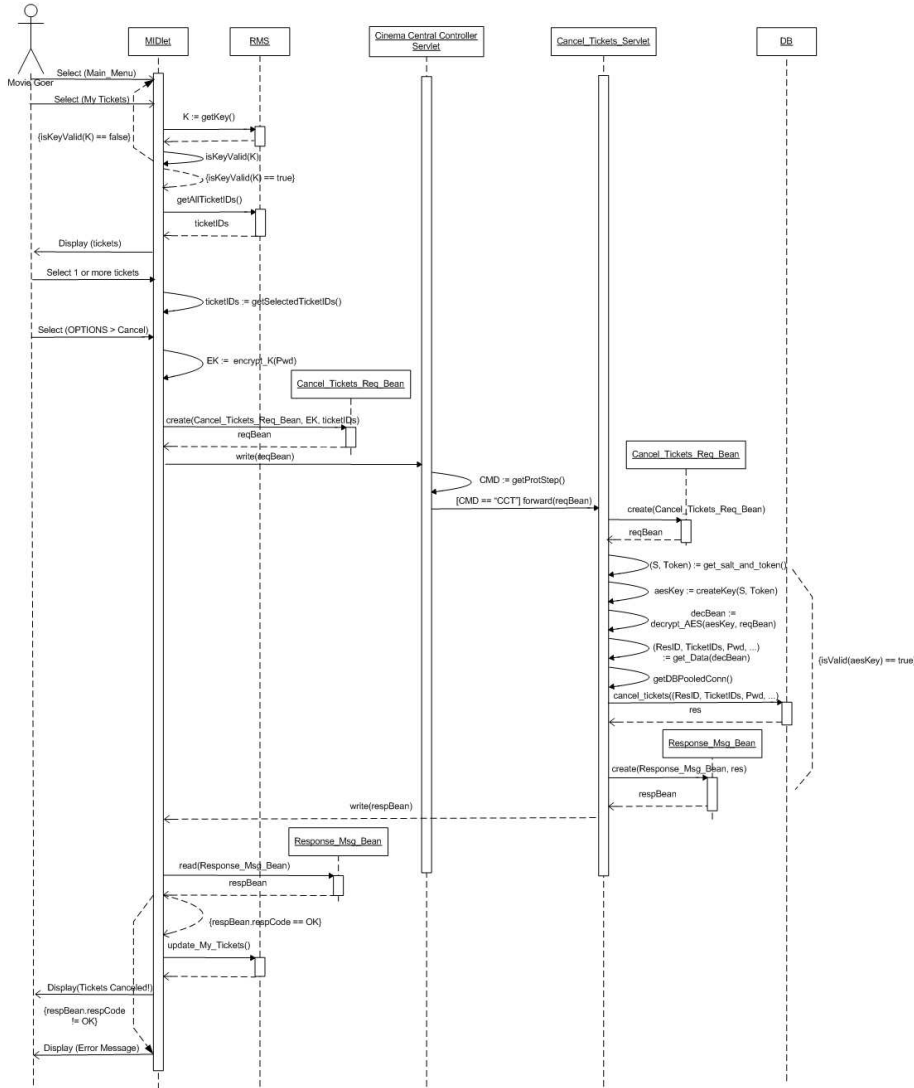 MIDlet
RMS
Cinema Central Controller
Servlet
Cancel_Tickets_Servlet
DB
Movie Goer
Select (Main_Menu)
Select (My Tickets)
K := getKey()
{isKeyValid(K) == false}
isKeyValid(K)
{isKeyValid(K) == true}
getAllTicketIDs()
ticketIDs
Display (tickets)
Select 1 or more tickets
ticketIDs := getSelectedTicketIDs()
Select (OPTIONS > Cancel)
EK := encrypt_K(Pwd)
Cancel_Tickets_Req_Bean
create(Cancel_Tickets_Req_Bean, EK, ticketIDs)
reqBean
write(reqBean)
CMD := getProtStep()
Cancel_Tickets_Req_Bean
[CMD == "CCT"] forward(reqBean)
create(Cancel_Tickets_Req_Bean)
reqBean
(S, Token) := get_salt_and_token()
aesKey := createKey(S, Token)
decBean :=
decrypt_AES(aesKey, reqBean)
(ResID, TicketIDs, Pwd, ...)
:= get_Data(decBean)
{isValid(aesKey) == true}
getDBPooledConn()
cancel_tickets((ResID, TicketIDs, Pwd, ...)
res
Response_Msg_Bean
create(Response_Msg_Bean, res)
respBean
write(respBean)
Response_Msg_Bean
read(Response_Msg_Bean)
respBean
{respBean.respCode == OK}
update_My_Tickets()
Display(Tickets Canceled!)
{respBean.respCode
!= OK}
Display (Error Message)